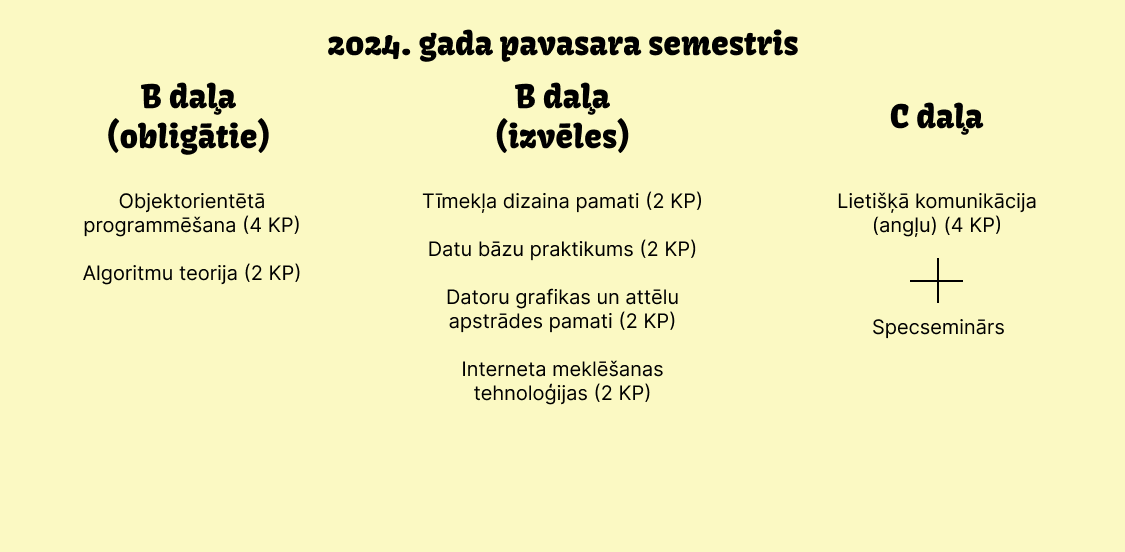 2024. gada pavasara semestris
B daļa
(obligātie)
Objektorientētā
programmēšana (4 KP)
Algoritmu teorija (2 KP)
B daļa
(izvēles)
Tīmekļa dizaina pamati (2 KP)
Datu bāzu praktikums (2 KP)
Datoru grafikas un attēlu
apstrādes pamati (2 KP)
Interneta meklēšanas
tehnoloģijas (2 KP)
C daļa
Lietišķā komunikācija
(angļu) (4 KP)
Specseminārs